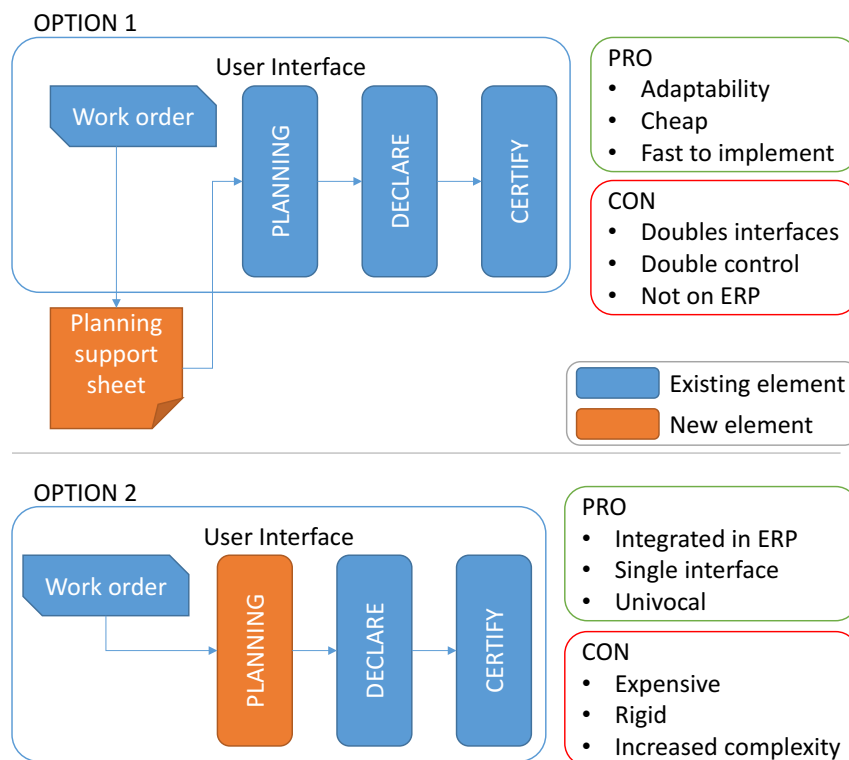 OPTION 1
User Interface
Work order
PLANNING
DECLARE
CERTIFY
Planning
support
sheet
PRO
• Adaptability
• Cheap
• Fast to implement
CON
• Doubles interfaces
• Double control
• Not on ERP
Existing element
New element
OPTION 2
User Interface
Work order
PLANNING
DECLARE
CERTIFY
PRO
• Integrated in ERP
• Single interface
• Univocal
CON
• Expensive
• Rigid
• Increased complexity